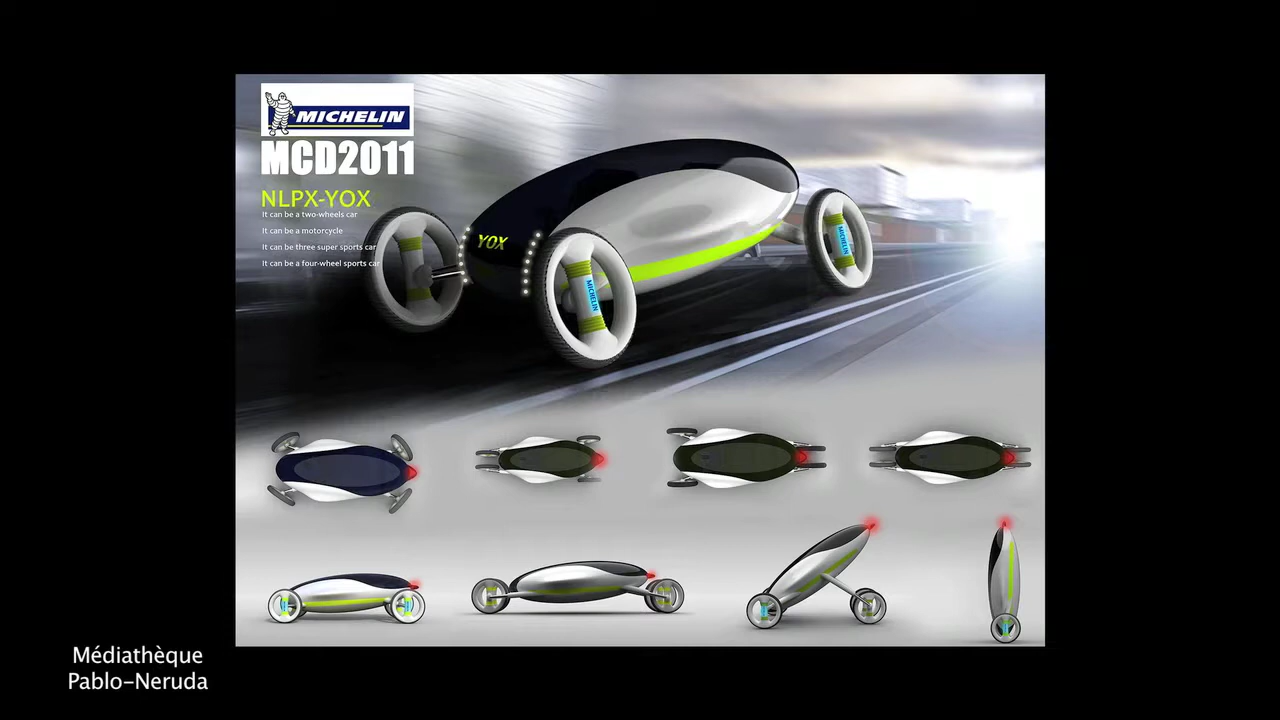 MICHELIN
MCD2011
NLPX-YOX
It can be a two-wheels car
It can be a motorcycle
It can be three super sports car
It can be a four-wheel sports car
YOX
MICHELIN
MICHELIN
Médiathèque
Pablo-Neruda